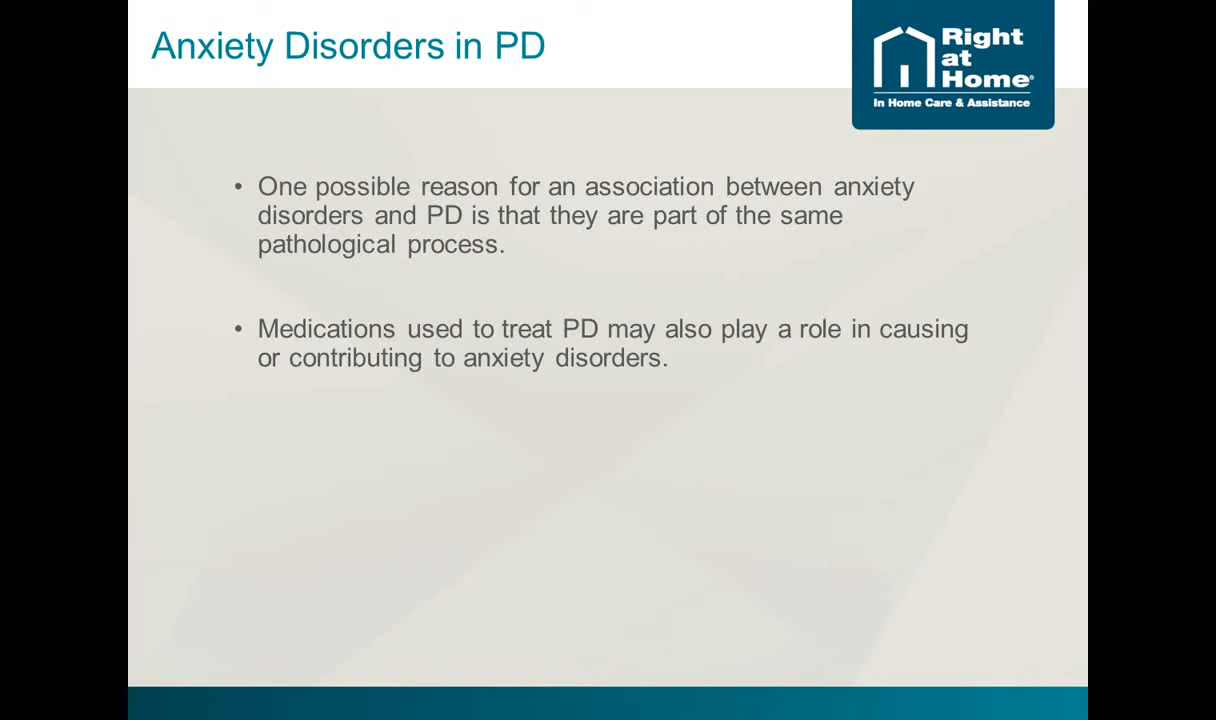 Anxiety Disorders in PD
Right
at
Home®
In Home Care & Assistance
• One possible reason for an association between anxiety
disorders and PD is that they are part of the same
pathological process.
• Medications used to treat PD may also play a role in causing
or contributing to anxiety disorders.